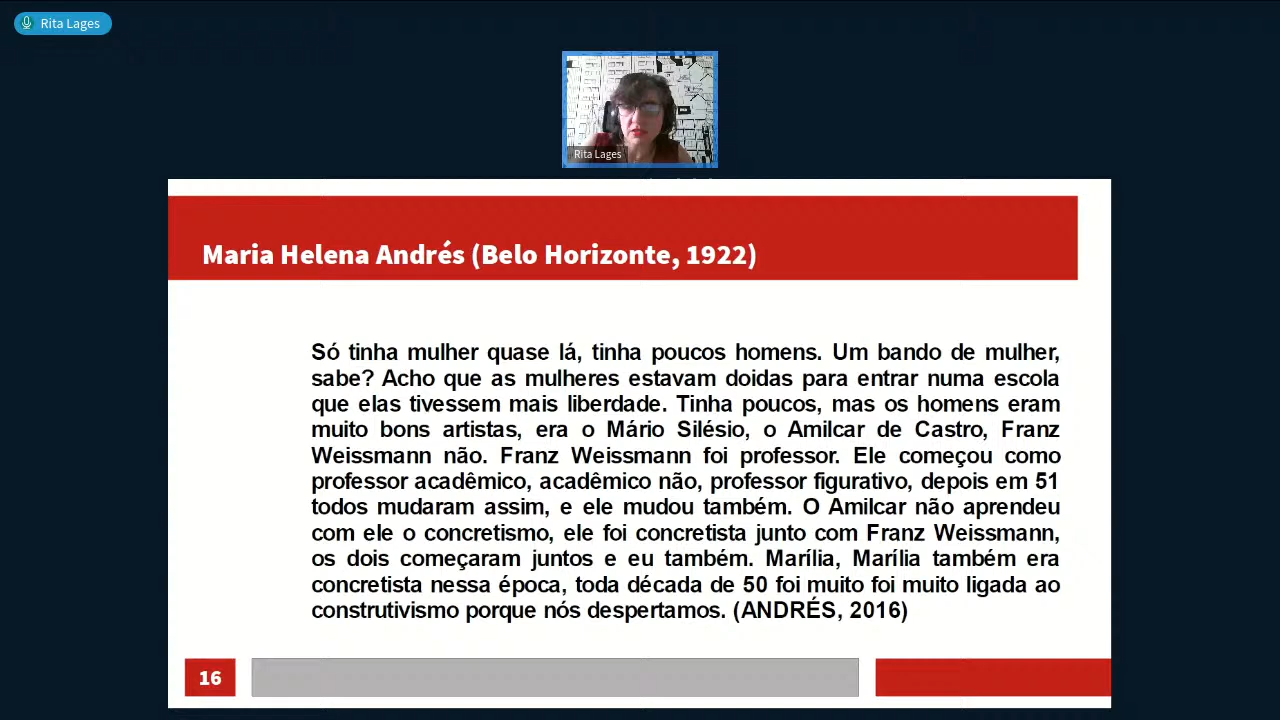 Rita Lages
Rita Lages
Maria Helena Andrés (Belo Horizonte, 1922)
Só tinha mulher quase lá, tinha poucos homens. Um bando de mulher,
sabe? Acho que as mulheres estavam doidas para entrar numa escola
que elas tivessem mais liberdade. Tinha poucos, mas os homens eram
muito bons artistas, era o Mário Silésio, o Amilcar de Castro, Franz
Weissmann não. Franz Weissmann foi professor. Ele começou como
professor acadêmico, acadêmico não, professor figurativo, depois em 51
todos mudaram assim, e ele mudou também. O Amilcar não aprendeu
com ele o concretismo, ele foi concretista junto com Franz Weissmann,
os dois começaram juntos e eu também. Marília, Marília também era
concretista nessa época, toda década de 50 foi muito foi muito ligada ao
construtivismo porque nós despertamos. (ANDRÉS, 2016)
16